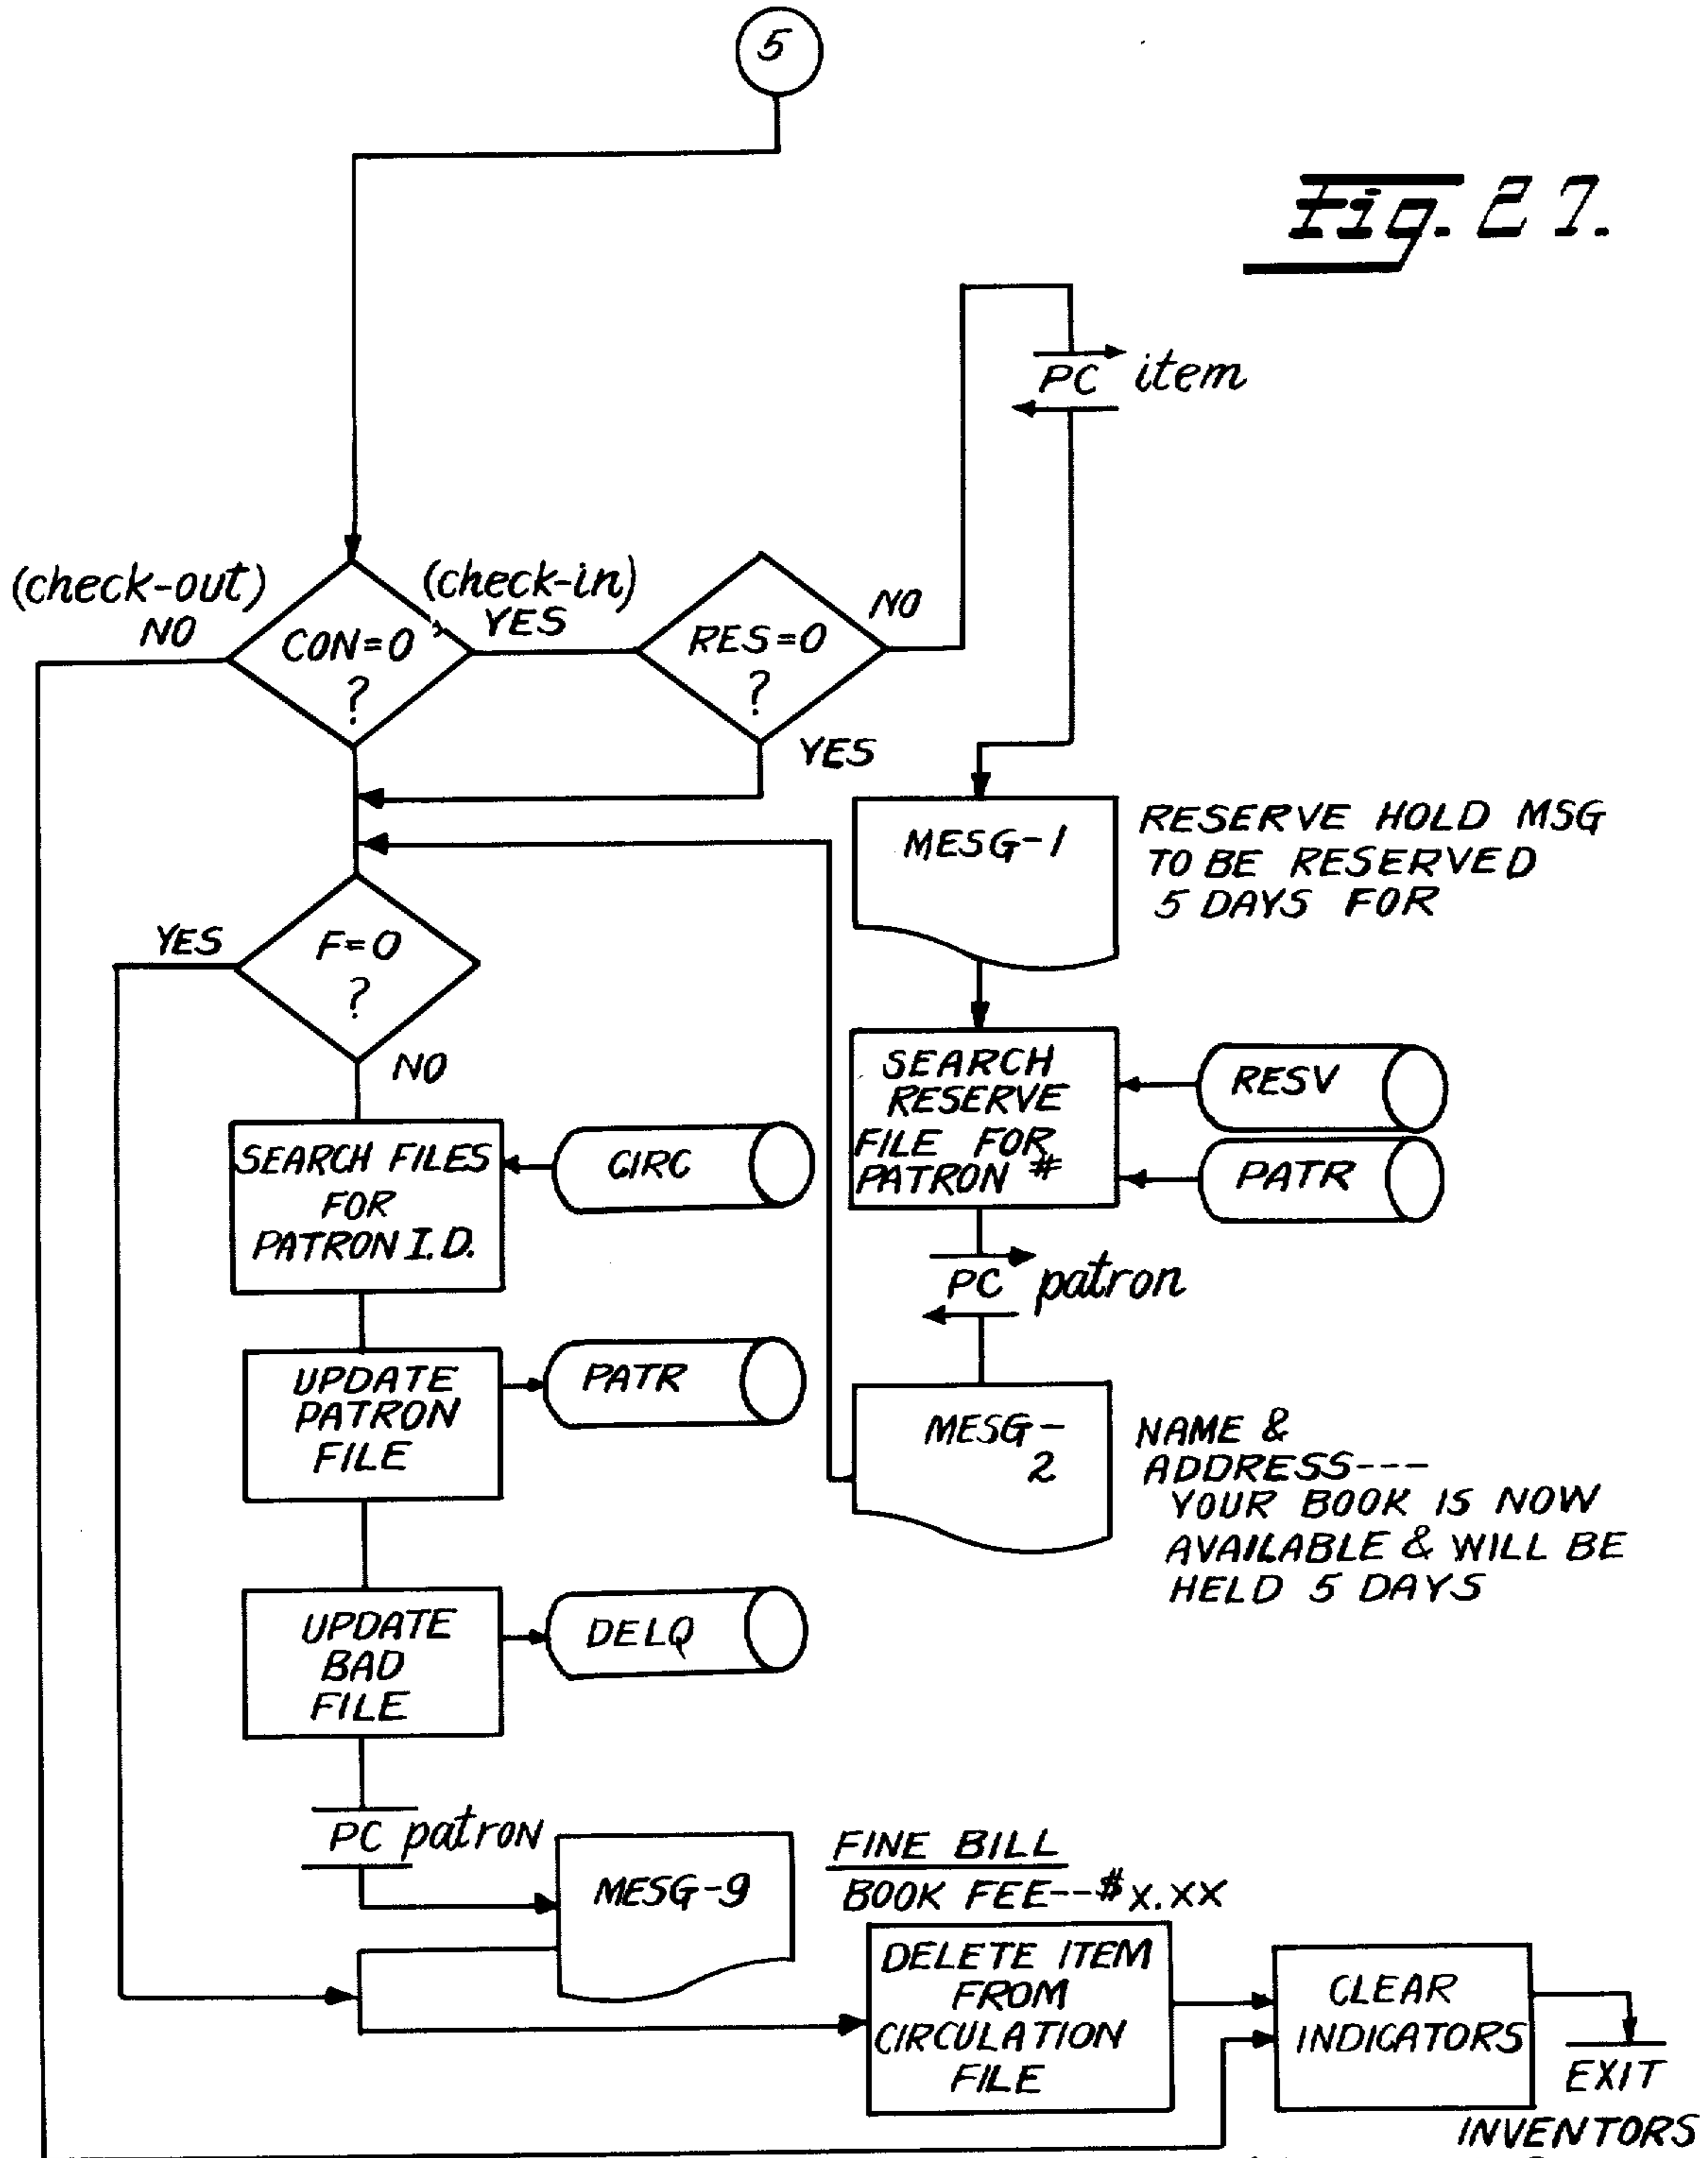 5
Fig. 27.
PC item
(check-out)
NO
CON=0
?
(check-in)
YES
RES=0
?
NO
YES
MESG-1
RESERVE HOLD MSG
TO BE RESERVED
5 DAYS FOR
YES
F=0
?
NO
SEARCH
RESERVE
FILE FOR
PATRON #
RESV
PATR
SEARCH FILES
FOR
PATRON I.D.
CIRC
PC patron
UPDATE
PATRON
FILE
PATR
MESG-
2
NAME &
ADDRESS---
YOUR BOOK IS NOW
AVAILABLE & WILL BE
HELD 5 DAYS
UPDATE
BAD
FILE
DELQ
PC patron
MESG-9
FINE BILL
BOOK FEE--$x.xx
DELETE ITEM
FROM
CIRCULATION
FILE
CLEAR
INDICATORS
EXIT
INVENTORS